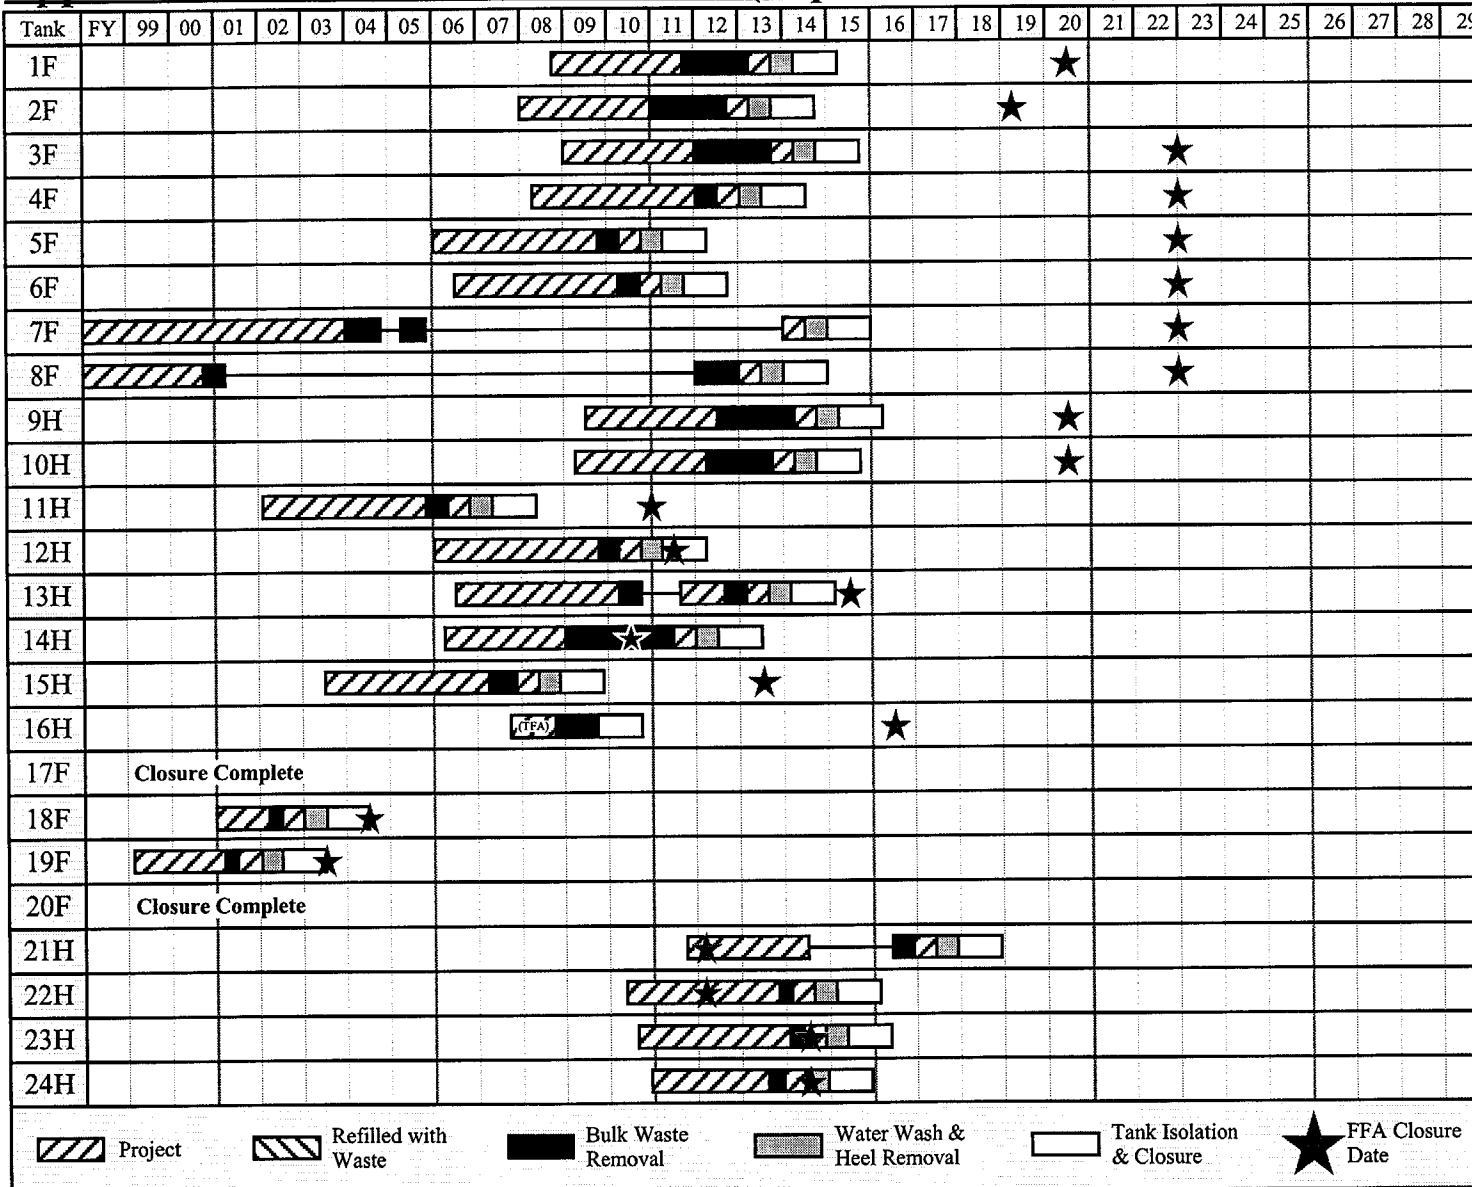 Tank FY 99 00 01 02 03 04 05 06 07 08 09 10 11 12 13 14 15 16 17 18 19 20 21 22 23 24 25 26 27 28 29
1F
2F
3F
4F
5F
6F
7F
8F
9H
10H
11H
12H
13H
14H
15H
16H (TFA)
17F Closure Complete
18F
19F
20F Closure Complete
21H
22H
23H
24H
Project
Refilled with
Waste
Bulk Waste
Removal
Water Wash &
Heel Removal
Tank Isolation
& Closure
FFA Closure
Date